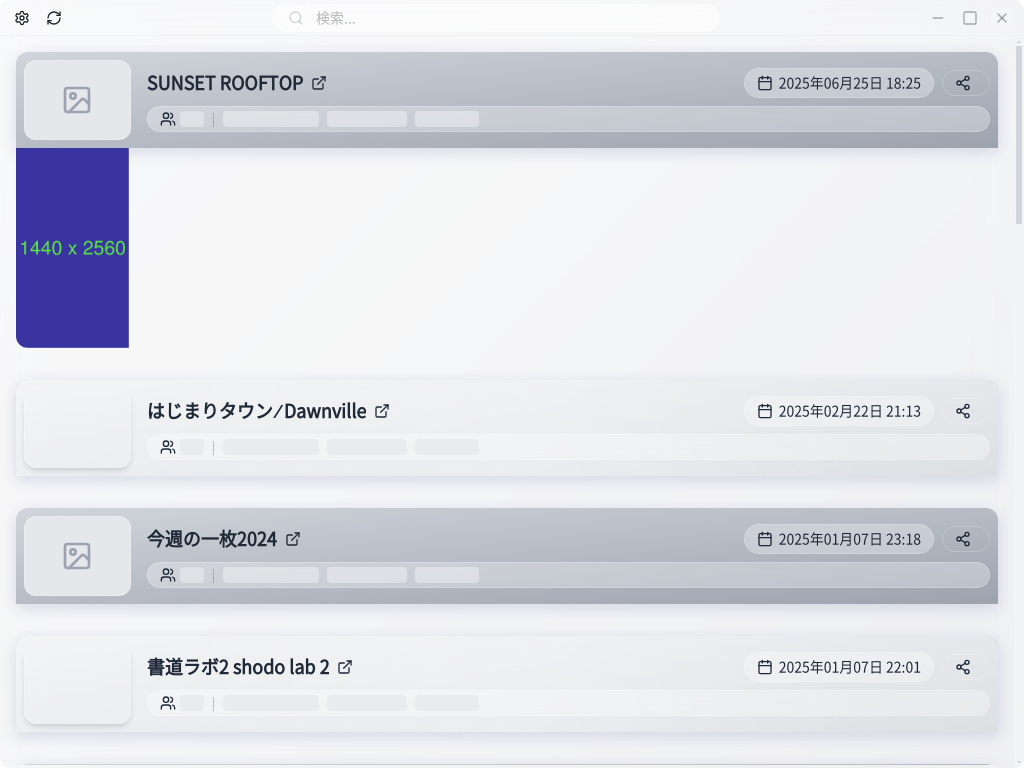 検索...
SUNSET ROOFTOP
2025年06月25日 18:25
1440 x 2560
はじまりタウン⁄Dawnville
2025年02月22日 21:13
今週の一枚2024
2025年01月07日 23:18
書道ラボ2 shodo lab 2
2025年01月07日 22:01